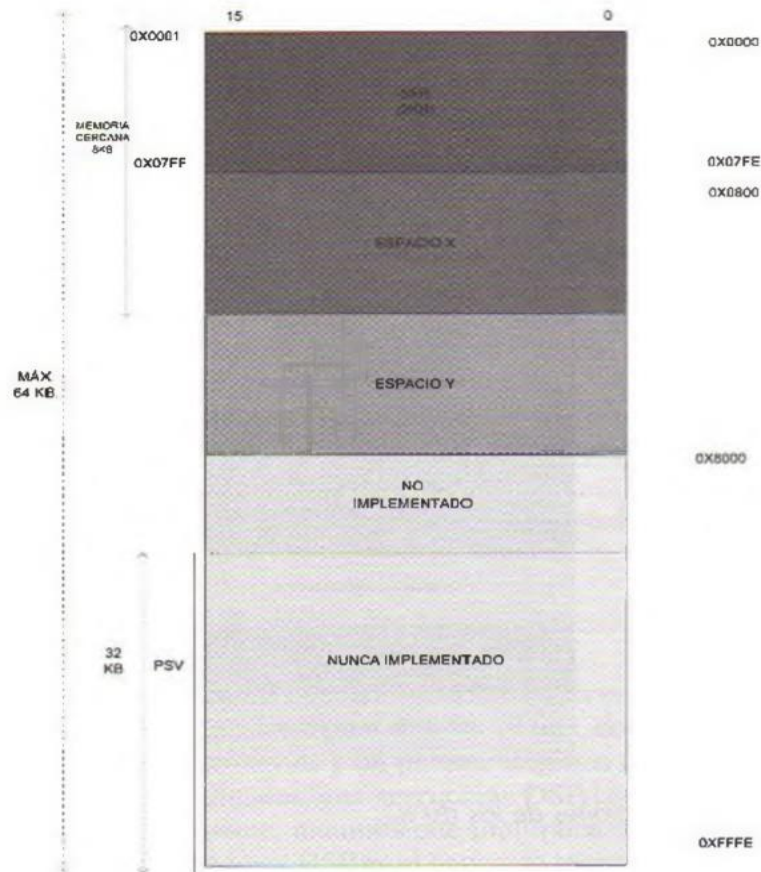 15
0
0X0001
0X0000
MEMORIA
CERCANA
8KB
0X07FF
0X07FE
0X0800
ESPACIO X
MÁX
64 KB
ESPACIO Y
0X8000
NO
IMPLEMENTADO
32
KB
PSV
NUNCA IMPLEMENTADO
0XFFFE